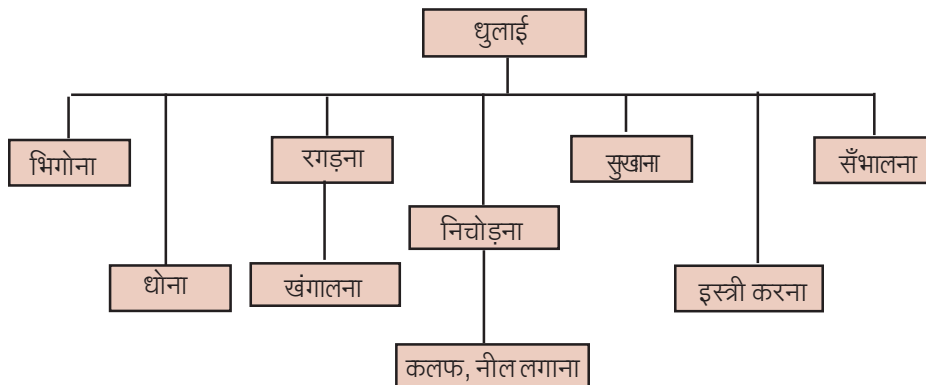 धुलाई
भिगोना
रगड़ना
सुखाना
सँभालना
निचोड़ना
धोना
खंगालना
इस्त्री करना
कलफ, नील लगाना